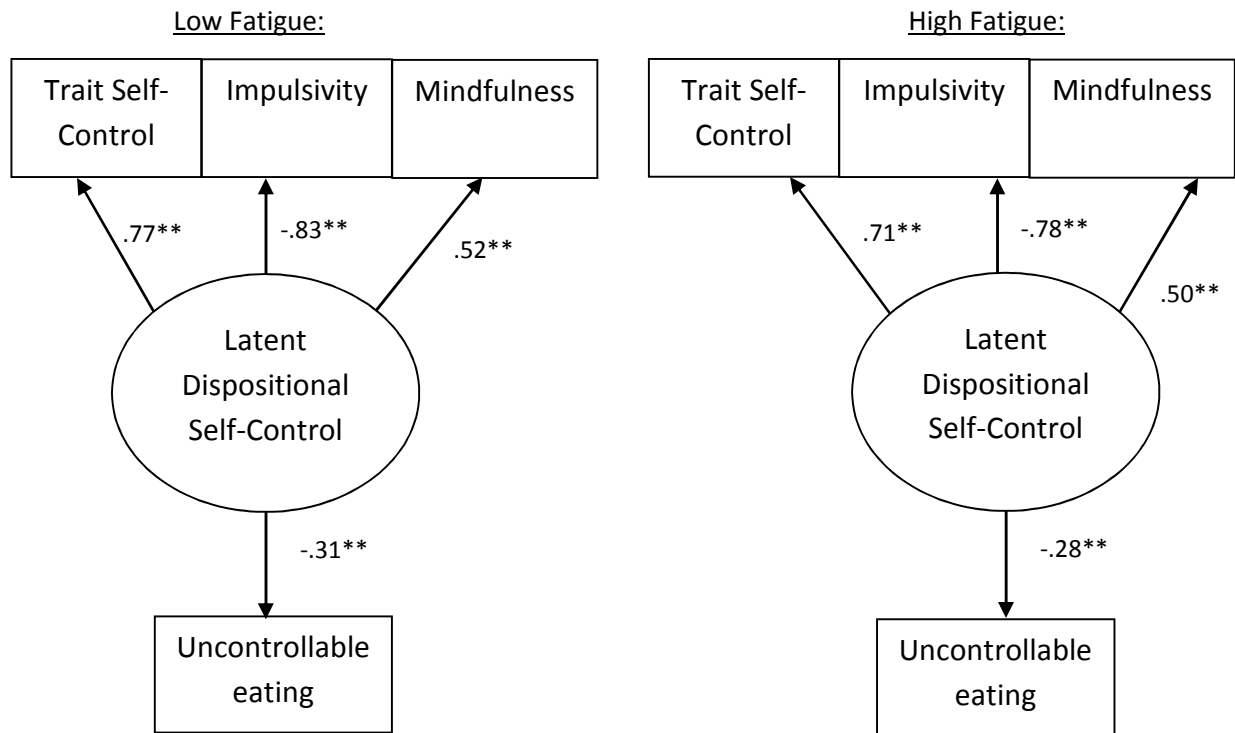 Low Fatigue:
Trait Self-
Control
Impulsivity
Mindfulness
.77**
-.83**
.52**
Latent
Dispositional
Self-Control
-.31**
Uncontrollable
eating
High Fatigue:
Trait Self-
Control
Impulsivity
Mindfulness
.71**
-.78**
.50**
Latent
Dispositional
Self-Control
-.28**
Uncontrollable
eating